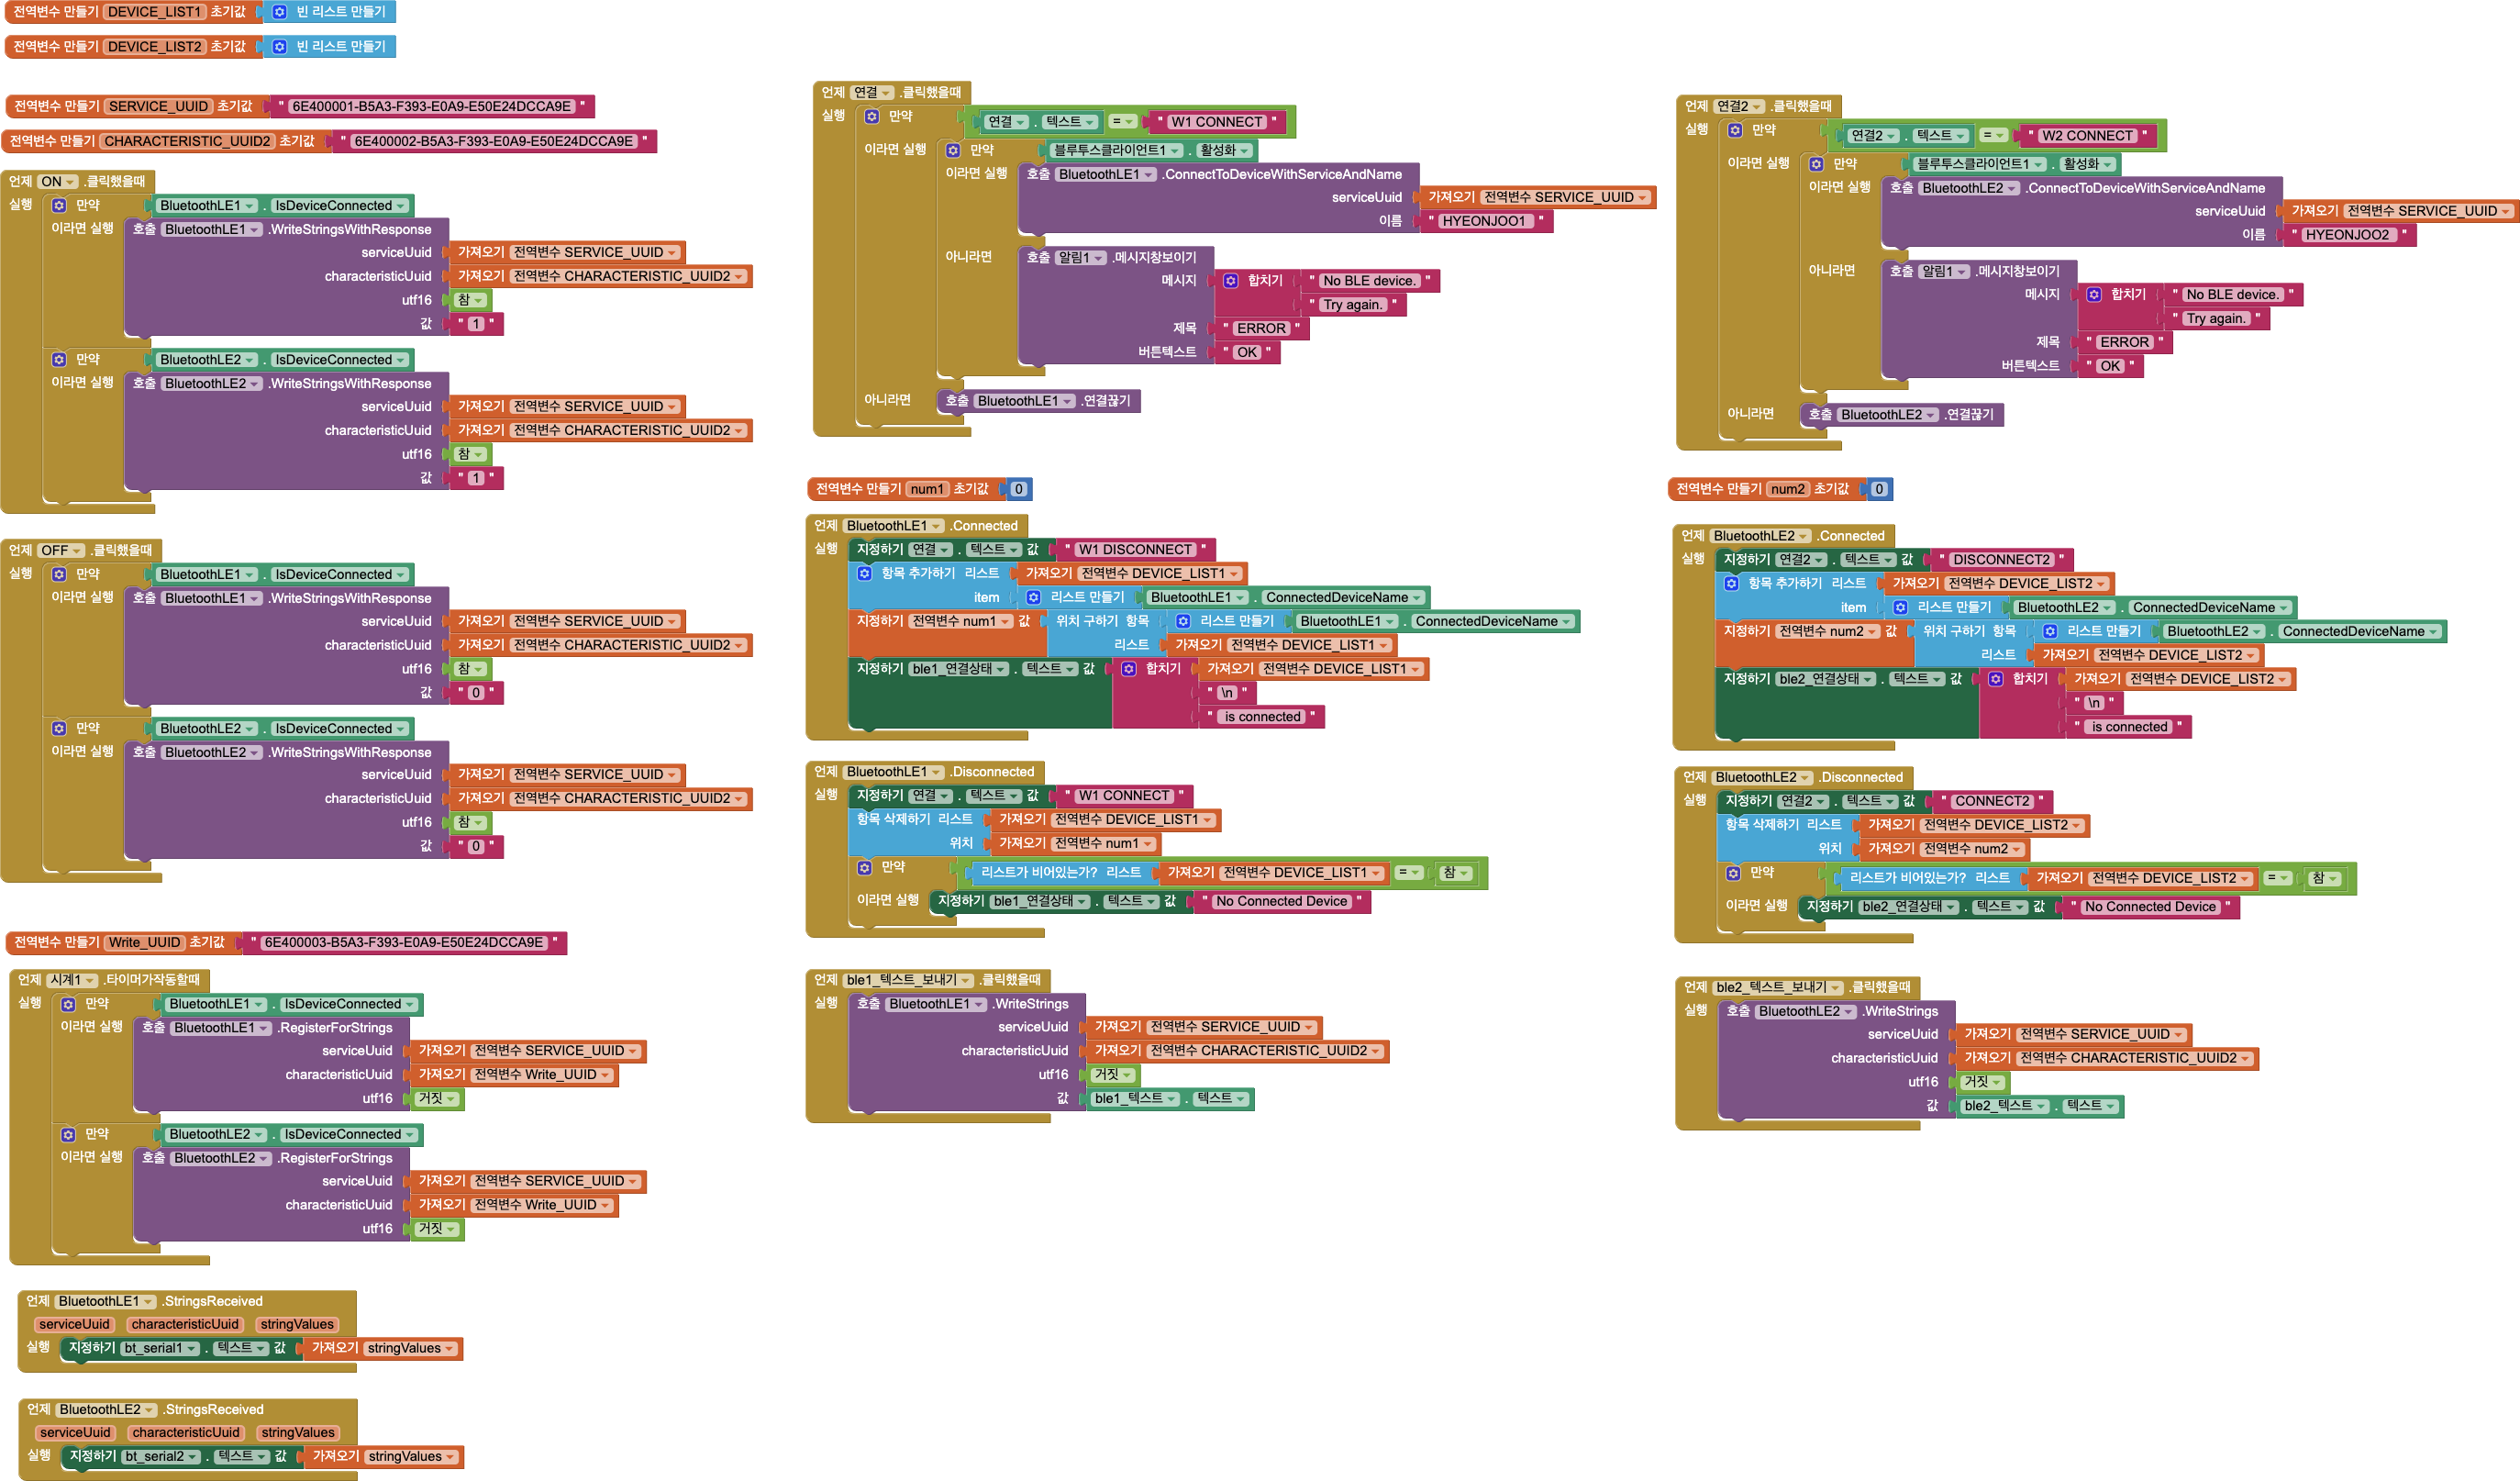 전역변수 만들기 DEVICE_LIST1 초기값 빈 리스트 만들기
전역변수 만들기 DEVICE_LIST2 초기값 빈 리스트 만들기
전역변수 만들기 SERVICE_UUID 초기값 " 6E400001-B5A3-F393-E0A9-E50E24DCCA9E "
전역변수 만들기 CHARACTERISTIC_UUID2 초기값 " 6E400002-B5A3-F393-E0A9-E50E24DCCA9E "
언제 ON .클릭했을때
실행 만약 BluetoothLE1 . IsDeviceConnected
이라면 실행 호출 BluetoothLE1 .WriteStringsWithResponse
serviceUuid 가져오기 전역변수 SERVICE_UUID
characteristicUuid 가져오기 전역변수 CHARACTERISTIC_UUID2
utf16 참
값 " 1 "
만약 BluetoothLE2 . IsDeviceConnected
이라면 실행 호출 BluetoothLE2 .WriteStringsWithResponse
serviceUuid 가져오기 전역변수 SERVICE_UUID
characteristicUuid 가져오기 전역변수 CHARACTERISTIC_UUID2
utf16 참
값 " 1 "
언제 OFF .클릭했을때
실행 만약 BluetoothLE1 . IsDeviceConnected
이라면 실행 호출 BluetoothLE1 .WriteStringsWithResponse
serviceUuid 가져오기 전역변수 SERVICE_UUID
characteristicUuid 가져오기 전역변수 CHARACTERISTIC_UUID2
utf16 참
값 " 0 "
만약 BluetoothLE2 . IsDeviceConnected
이라면 실행 호출 BluetoothLE2 .WriteStringsWithResponse
serviceUuid 가져오기 전역변수 SERVICE_UUID
characteristicUuid 가져오기 전역변수 CHARACTERISTIC_UUID2
utf16 참
값 " 0 "
전역변수 만들기 Write_UUID 초기값 " 6E400003-B5A3-F393-E0A9-E50E24DCCA9E "
언제 시계1 .타이머가작동할때
실행 만약 BluetoothLE1 . IsDeviceConnected
이라면 실행 호출 BluetoothLE1 .RegisterForStrings
serviceUuid 가져오기 전역변수 SERVICE_UUID
characteristicUuid 가져오기 전역변수 Write_UUID
utf16 거짓
만약 BluetoothLE2 . IsDeviceConnected
이라면 실행 호출 BluetoothLE2 .RegisterForStrings
serviceUuid 가져오기 전역변수 SERVICE_UUID
characteristicUuid 가져오기 전역변수 Write_UUID
utf16 거짓
언제 BluetoothLE1 .StringsReceived
serviceUuid characteristicUuid stringValues
실행 지정하기 bt_serial1 . 텍스트 값 가져오기 stringValues
언제 BluetoothLE2 .StringsReceived
serviceUuid characteristicUuid stringValues
실행 지정하기 bt_serial2 . 텍스트 값 가져오기 stringValues
언제 연결 .클릭했을때
실행 만약 연결 . 텍스트 = " W1 CONNECT "
이라면 실행 만약 블루투스클라이언트1 . 활성화
이라면 실행 호출 BluetoothLE1 .ConnectToDeviceWithServiceAndName
serviceUuid 가져오기 전역변수 SERVICE_UUID
이름 " HYEONJOO1 "
아니라면 호출 알림1 .메시지창보이기
메시지 합치기 " No BLE device. "
" Try again. "
제목 " ERROR "
버튼텍스트 " OK "
아니라면 호출 BluetoothLE1 .연결끊기
전역변수 만들기 num1 초기값 0
언제 BluetoothLE1 .Connected
실행 지정하기 연결 . 텍스트 값 " W1 DISCONNECT "
항목 추가하기 리스트 가져오기 전역변수 DEVICE_LIST1
item 리스트 만들기 BluetoothLE1 . ConnectedDeviceName
지정하기 전역변수 num1 값 위치 구하기 항목 리스트 만들기 BluetoothLE1 . ConnectedDeviceName
리스트 가져오기 전역변수 DEVICE_LIST1
지정하기 ble1_연결상태 . 텍스트 값 합치기 가져오기 전역변수 DEVICE_LIST1
" \n "
" is connected "
언제 BluetoothLE1 .Disconnected
실행 지정하기 연결 . 텍스트 값 " W1 CONNECT "
항목 삭제하기 리스트 가져오기 전역변수 DEVICE_LIST1
위치 가져오기 전역변수 num1
만약 리스트가 비어있는가? 리스트 가져오기 전역변수 DEVICE_LIST1 = 참
이라면 실행 지정하기 ble1_연결상태 . 텍스트 값 " No Connected Device "
언제 ble1_텍스트_보내기 .클릭했을때
실행 호출 BluetoothLE1 .WriteStrings
serviceUuid 가져오기 전역변수 SERVICE_UUID
characteristicUuid 가져오기 전역변수 CHARACTERISTIC_UUID2
utf16 거짓
값 ble1_텍스트 . 텍스트
언제 연결2 .클릭했을때
실행 만약 연결2 . 텍스트 = " W2 CONNECT "
이라면 실행 만약 블루투스클라이언트1 . 활성화
이라면 실행 호출 BluetoothLE2 .ConnectToDeviceWithServiceAndName
serviceUuid 가져오기 전역변수 SERVICE_UUID
이름 " HYEONJOO2 "
아니라면 호출 알림1 .메시지창보이기
메시지 합치기 " No BLE device. "
" Try again. "
제목 " ERROR "
버튼텍스트 " OK "
아니라면 호출 BluetoothLE2 .연결끊기
전역변수 만들기 num2 초기값 0
언제 BluetoothLE2 .Connected
실행 지정하기 연결2 . 텍스트 값 " DISCONNECT2 "
항목 추가하기 리스트 가져오기 전역변수 DEVICE_LIST2
item 리스트 만들기 BluetoothLE2 . ConnectedDeviceName
지정하기 전역변수 num2 값 위치 구하기 항목 리스트 만들기 BluetoothLE2 . ConnectedDeviceName
리스트 가져오기 전역변수 DEVICE_LIST2
지정하기 ble2_연결상태 . 텍스트 값 합치기 가져오기 전역변수 DEVICE_LIST2
" \n "
" is connected "
언제 BluetoothLE2 .Disconnected
실행 지정하기 연결2 . 텍스트 값 " CONNECT2 "
항목 삭제하기 리스트 가져오기 전역변수 DEVICE_LIST2
위치 가져오기 전역변수 num2
만약 리스트가 비어있는가? 리스트 가져오기 전역변수 DEVICE_LIST2 = 참
이라면 실행 지정하기 ble2_연결상태 . 텍스트 값 " No Connected Device "
언제 ble2_텍스트_보내기 .클릭했을때
실행 호출 BluetoothLE2 .WriteStrings
serviceUuid 가져오기 전역변수 SERVICE_UUID
characteristicUuid 가져오기 전역변수 CHARACTERISTIC_UUID2
utf16 거짓
값 ble2_텍스트 . 텍스트